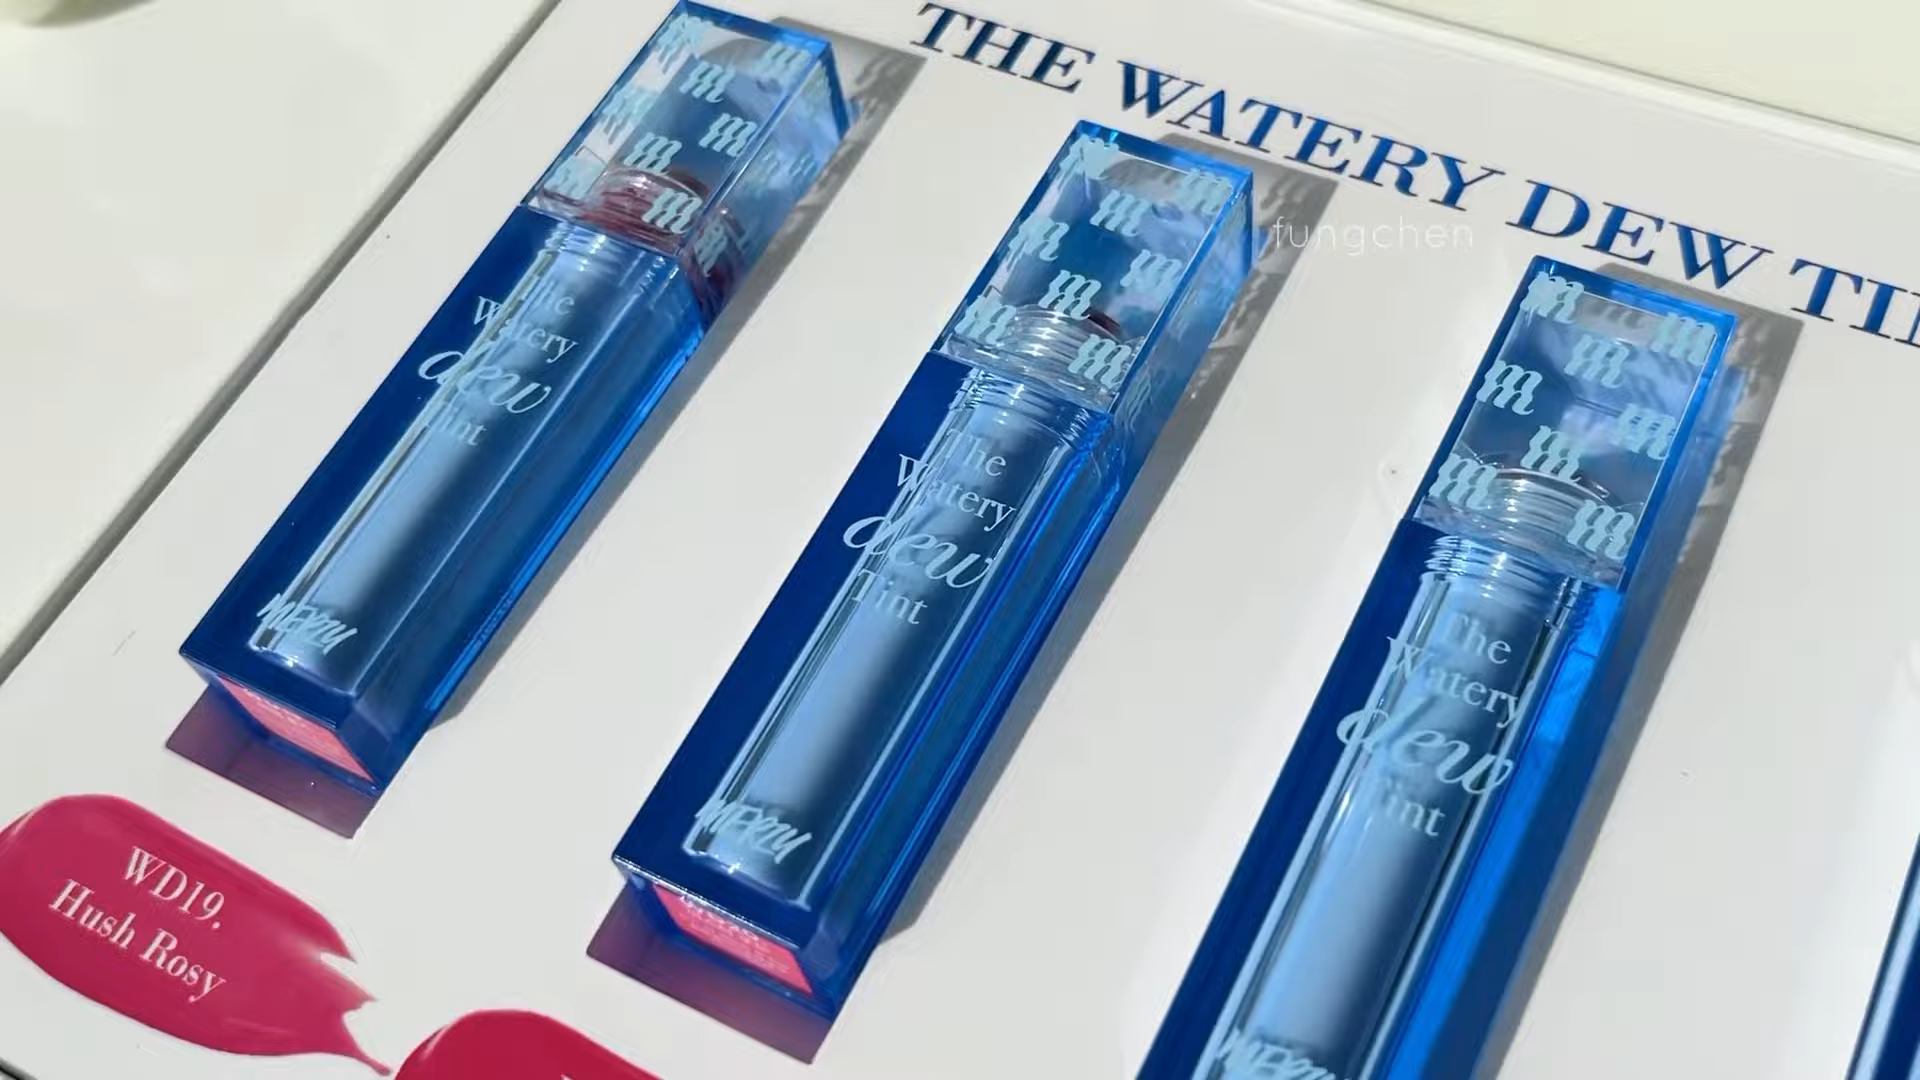 THE WATERY DEW TI
fungchen
The
Watery
dew
Tint
MERZY
The
Watery
dew
Tint
MERZY
The
Watery
dew
Tint
MERZY
WD19.
Hush Rosy